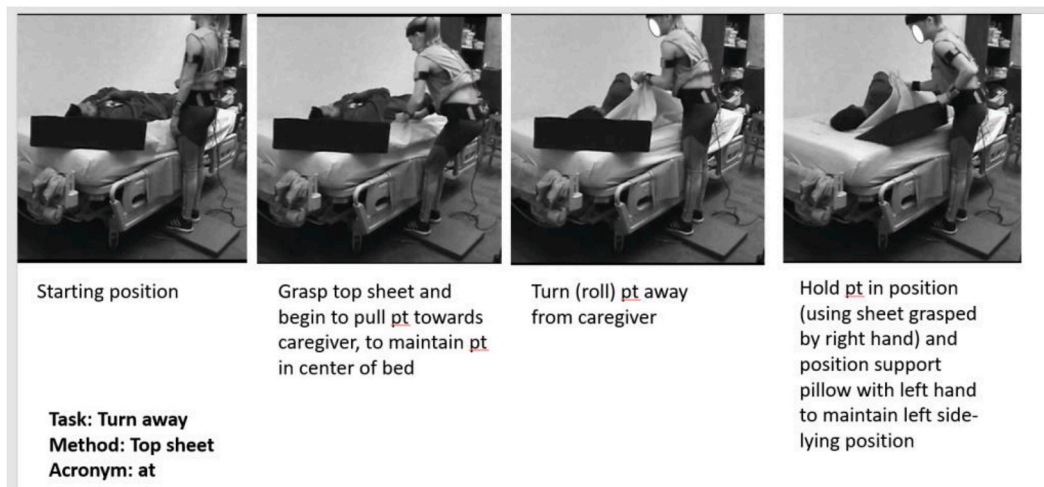 Starting position
Grasp top sheet and
begin to pull pt towards
caregiver, to maintain pt
in center of bed
Turn (roll) pt away
from caregiver
Hold pt in position
(using sheet grasped
by right hand) and
position support
pillow with left hand
to maintain left side-
lying position
Task: Turn away
Method: Top sheet
Acronym: at